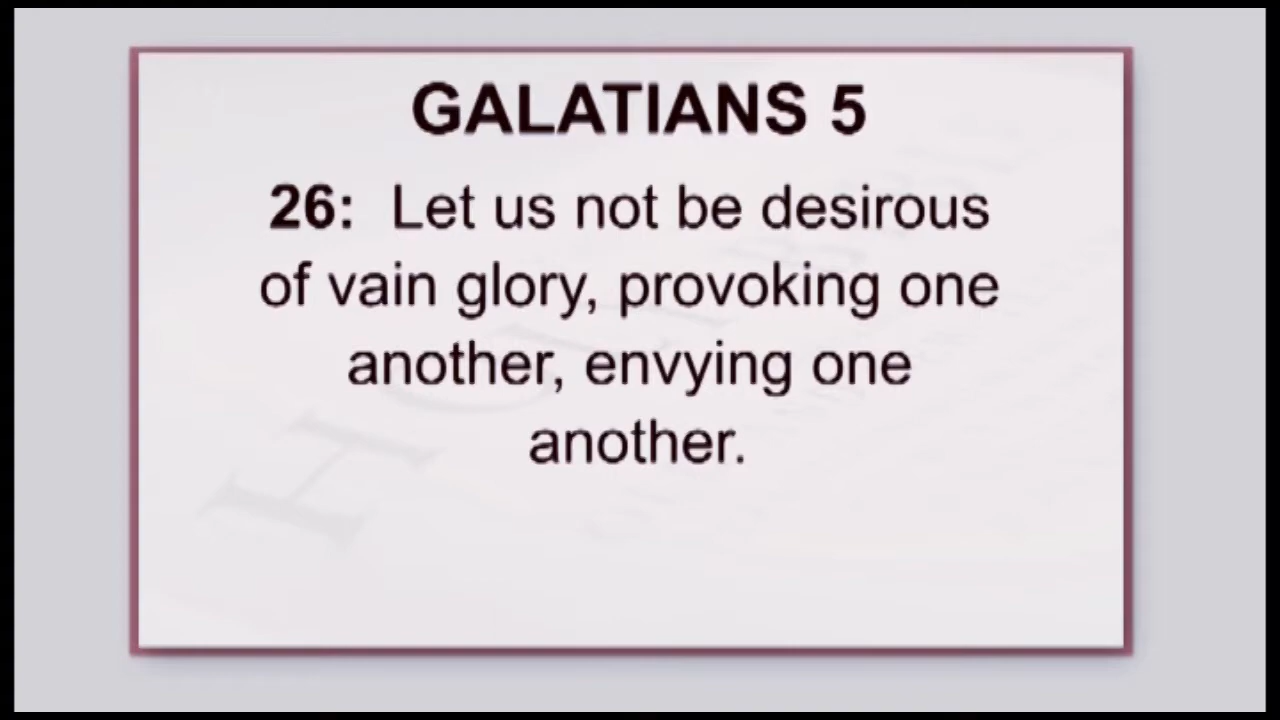 GALATIANS 5
26: Let us not be desirous
of vain glory, provoking one
another, envying one
another.